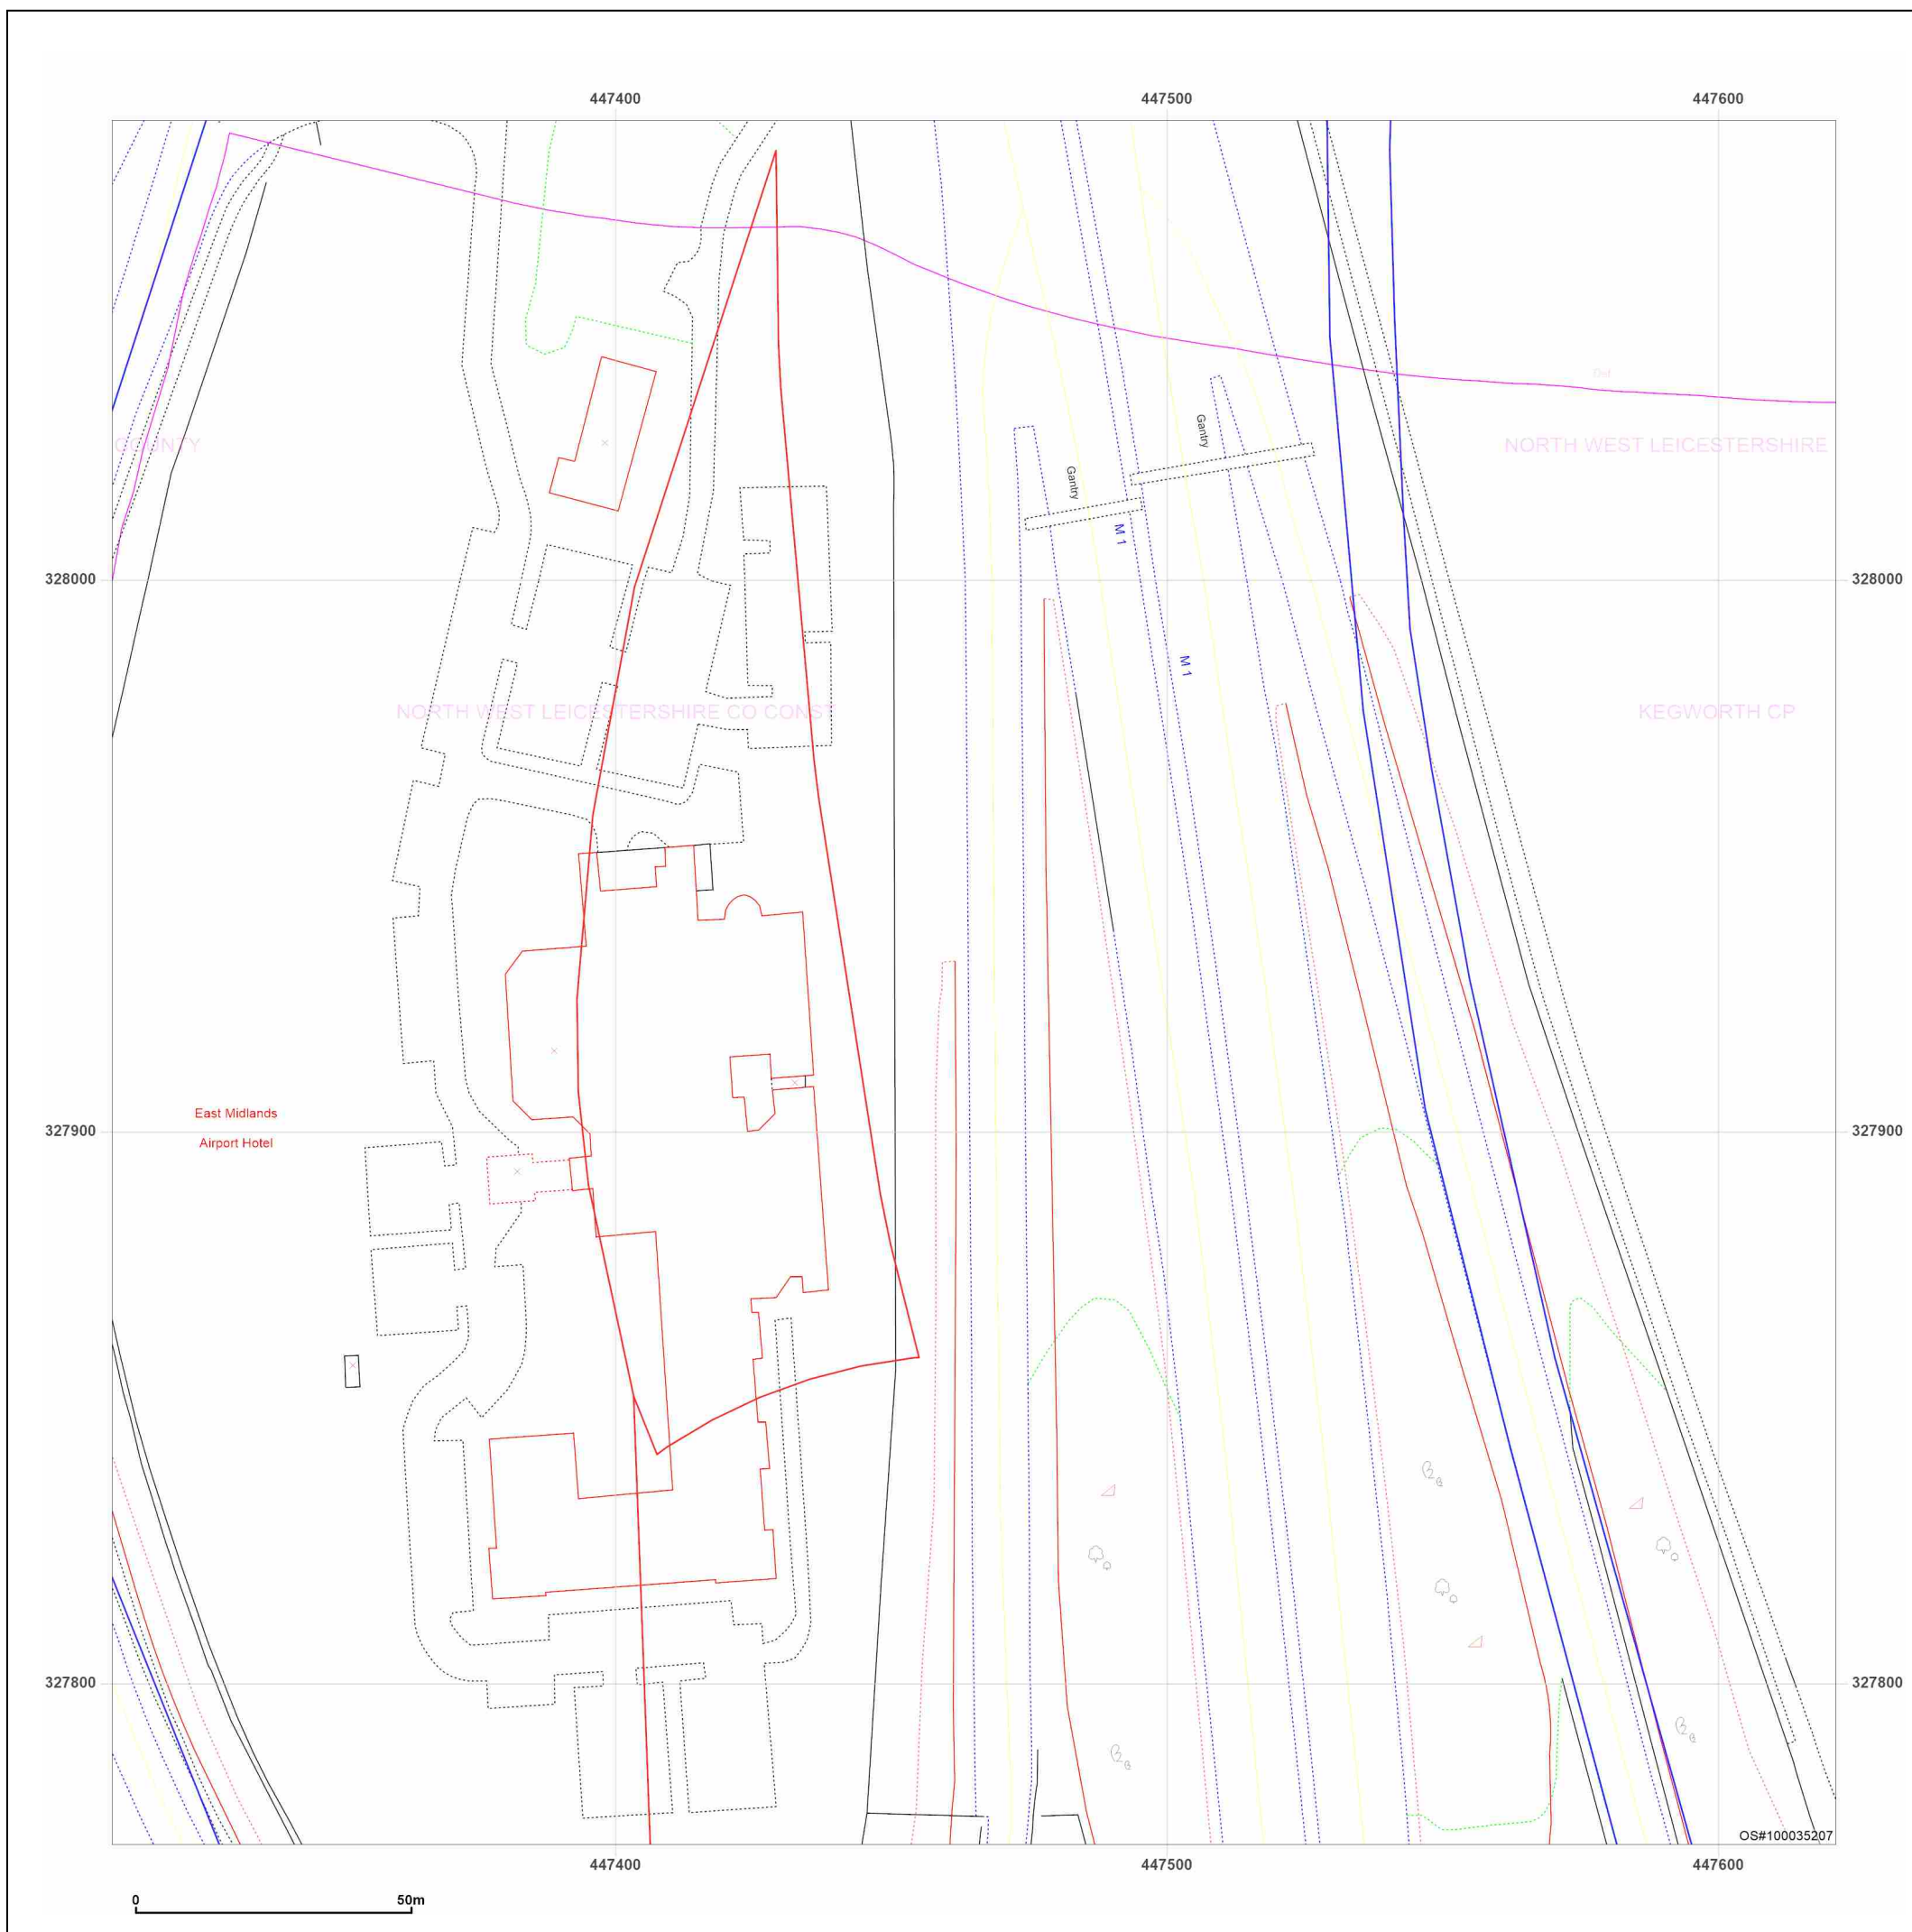 447400
447500
447600
Gantry
COUNTY
NORTH WEST LEICESTERSHIRE
Gantry
M 1
328000
328000
M 1
NORTH WEST LEICESTERSHIRE CO CONST
KEGWORTH CP
East Midlands
327900
327900
Airport Hotel
327800
327800
OS#100035207
447400
447500
447600
0
50m